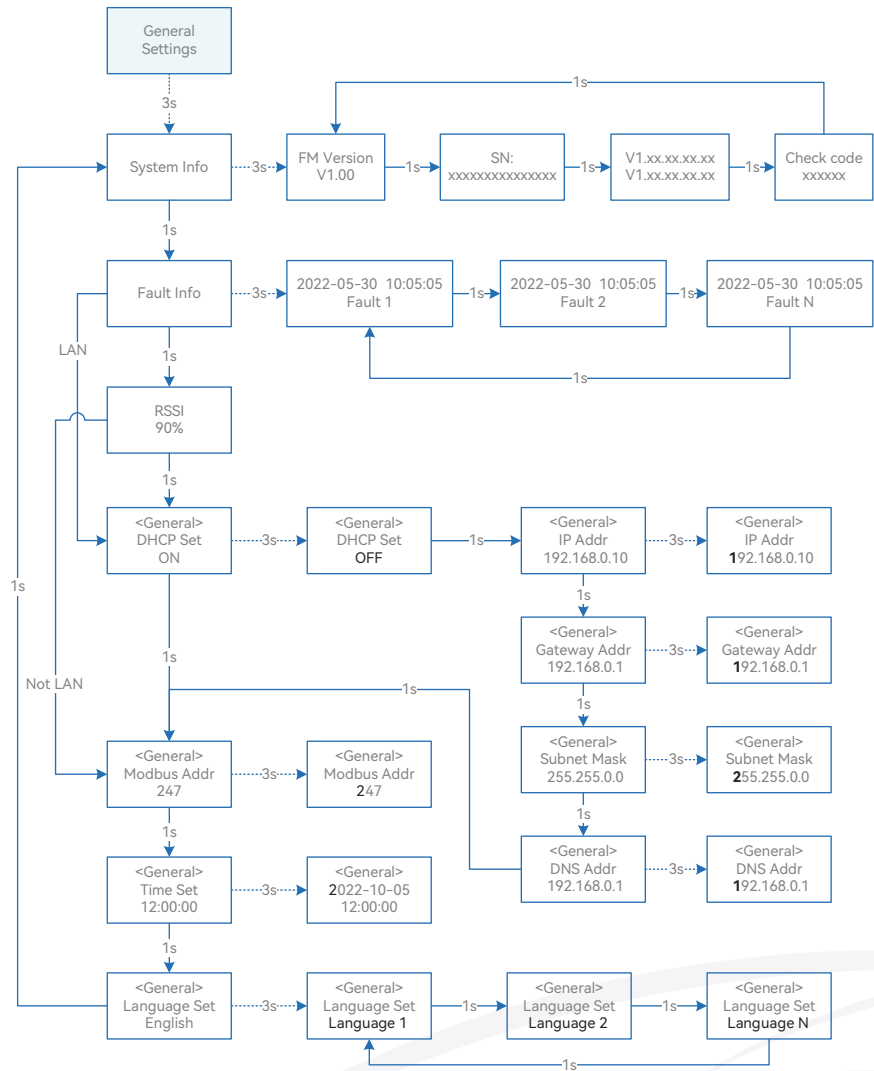 General
Settings
3s
1s
System Info
3s
FM Version
V1.00
1s
SN:
xxxxxxxxxxxxxxx
1s
V1.xx.xx.xx.xx
V1.xx.xx.xx.xx
1s
Check code
xxxxxx
1s
Fault Info
3s
2022-05-30 10:05:05
Fault 1
1s
2022-05-30 10:05:05
Fault 2
1s
2022-05-30 10:05:05
Fault N
1s
LAN
1s
RSSI
90%
1s
<General>
DHCP Set
ON
3s
<General>
DHCP Set
OFF
1s
<General>
IP Addr
192.168.0.10
3s
<General>
IP Addr
192.168.0.10
1s
1s
<General>
Gateway Addr
192.168.0.1
3s
<General>
Gateway Addr
192.168.0.1
1s
Not LAN
1s
1s
<General>
Modbus Addr
247
3s
<General>
Modbus Addr
247
<General>
Subnet Mask
255.255.0.0
3s
<General>
Subnet Mask
255.255.0.0
1s
1s
<General>
Time Set
12:00:00
3s
<General>
2022-10-05
12:00:00
<General>
DNS Addr
192.168.0.1
3s
<General>
DNS Addr
192.168.0.1
1s
<General>
Language Set
English
3s
<General>
Language Set
Language 1
1s
<General>
Language Set
Language 2
1s
<General>
Language Set
Language N
1s